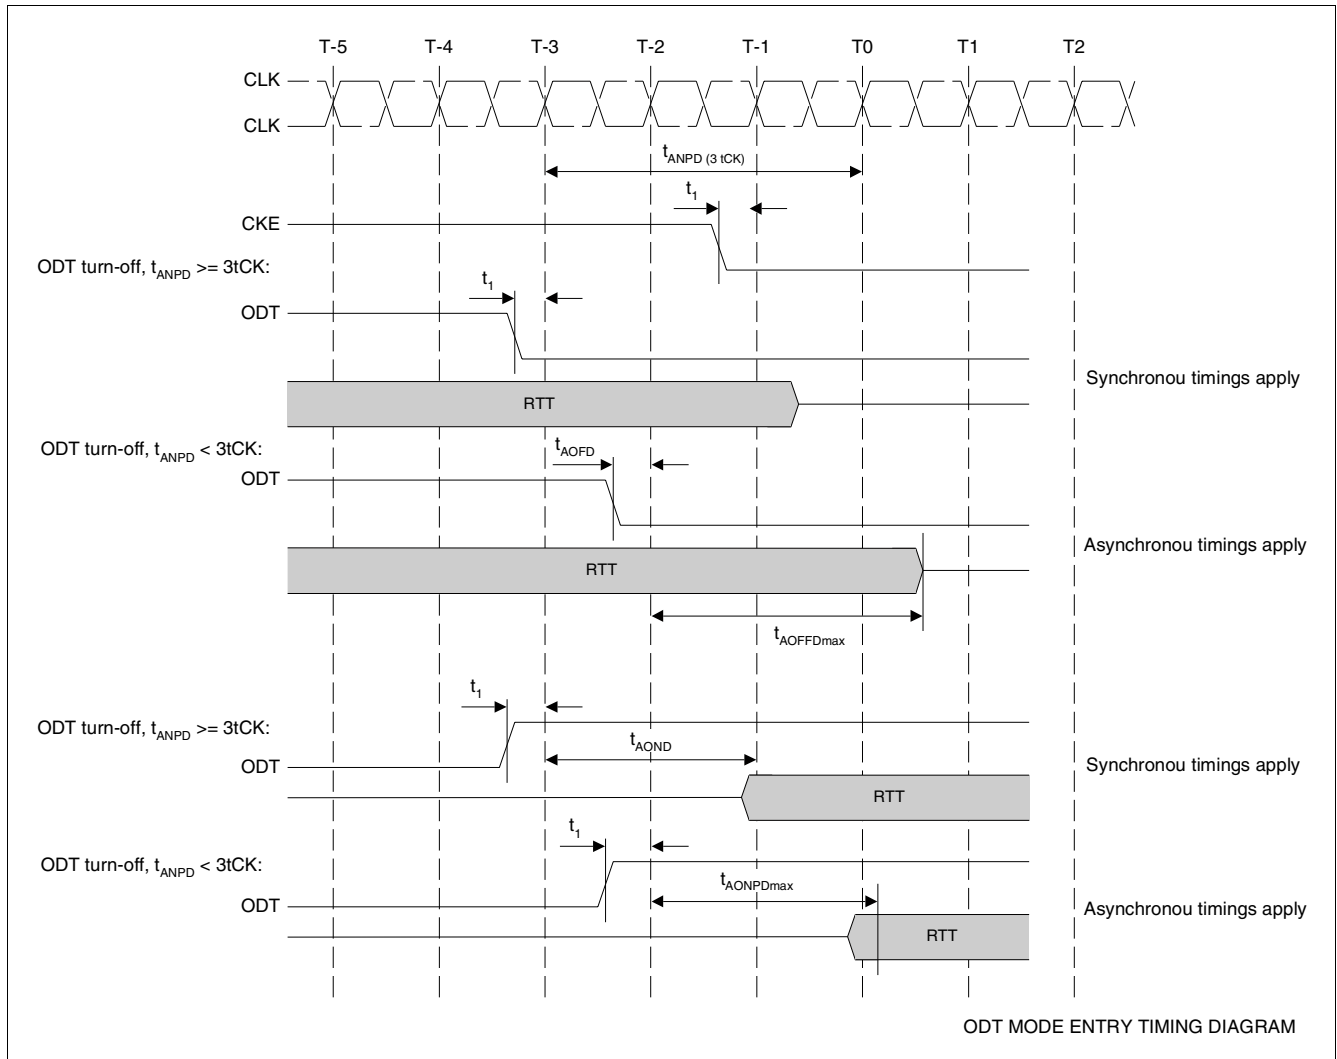 T-5 T-4 T-3 T-2 T-1 T0 T1 T2
CLK
CLK
tANPD (3 tCK)
t1
CKE
ODT turn-off, tANPD >= 3tCK:
t1
ODT
Synchronou timings apply
RTT
ODT turn-off, tANPD < 3tCK:
tAOFD
ODT
Asynchronou timings apply
RTT
tAOFFDmax
t1
ODT turn-off, tANPD >= 3tCK:
tAOND
ODT
Synchronou timings apply
RTT
t1
ODT turn-off, tANPD < 3tCK:
tAONPDmax
ODT
Asynchronou timings apply
RTT
ODT MODE ENTRY TIMING DIAGRAM